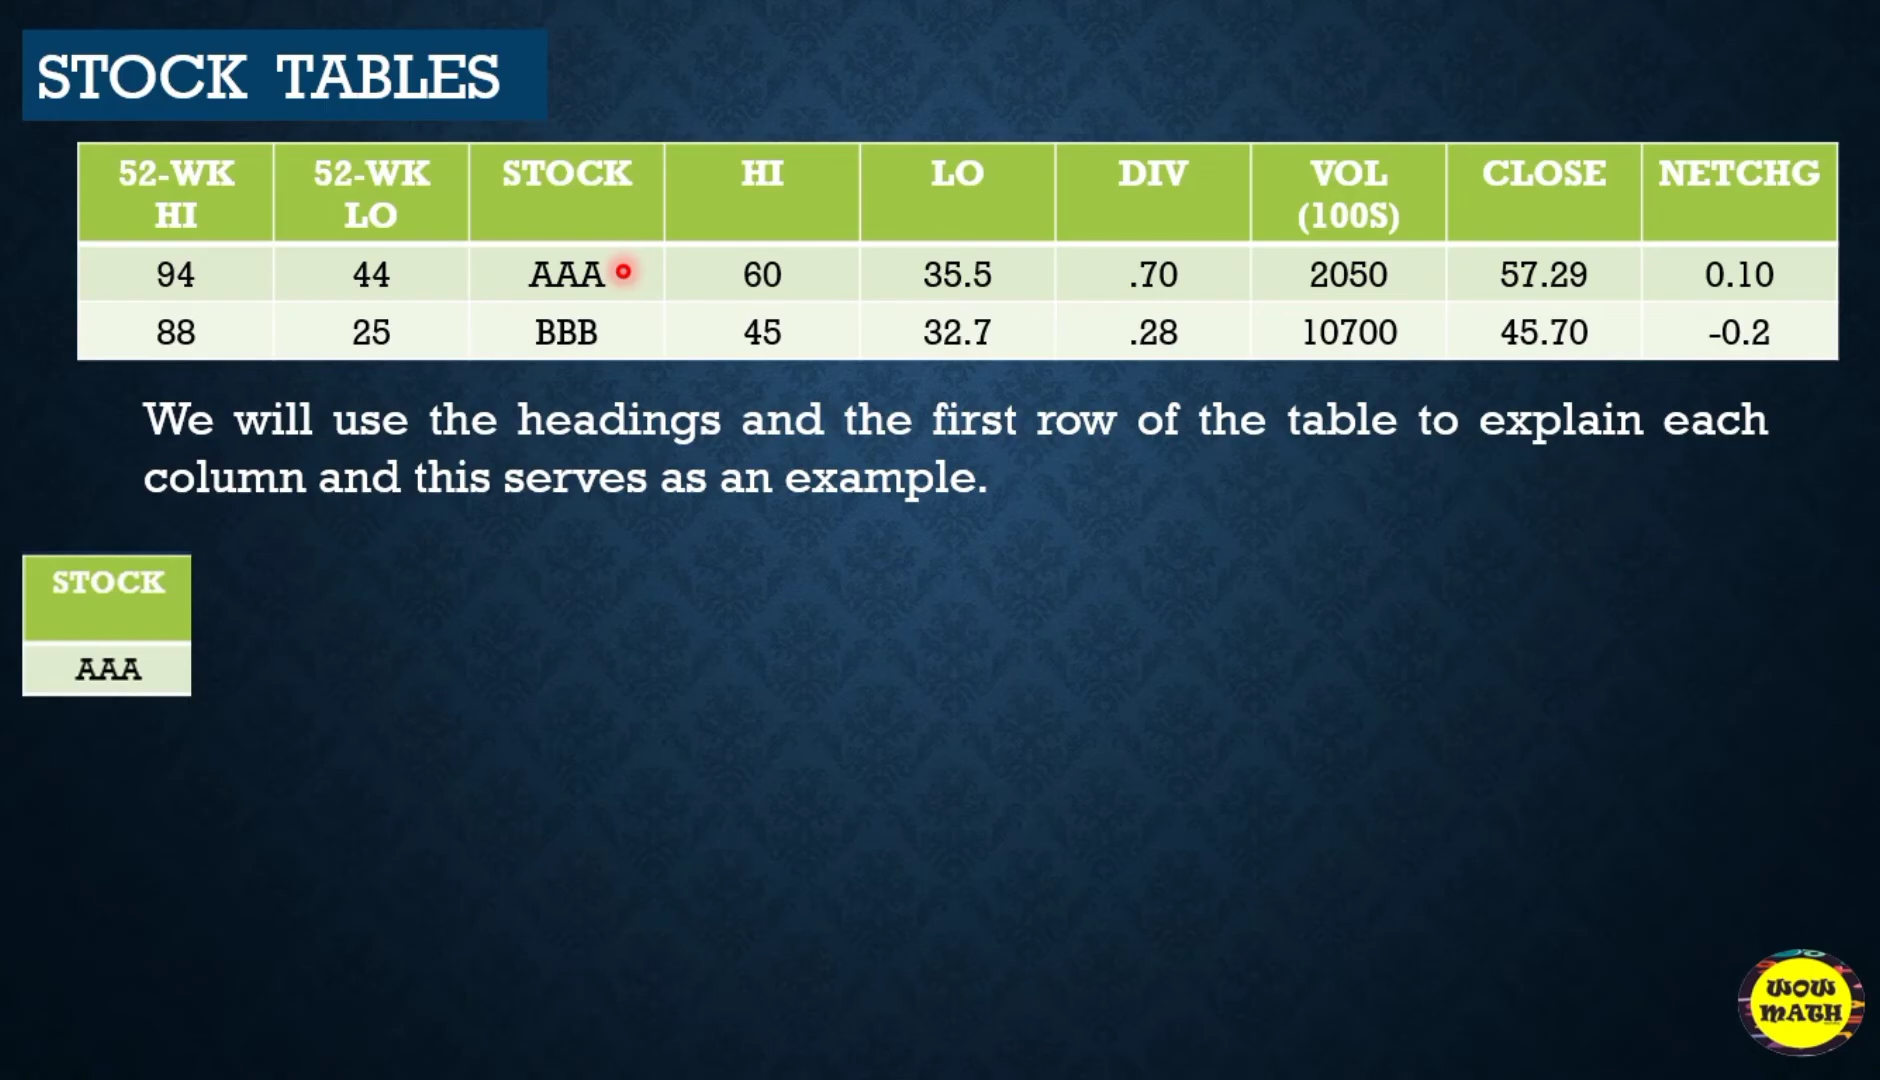 STOCK TABLES
52-WK HI 52-WK LO STOCK HI LO DIV VOL (100S) CLOSE NETCHG
94 44 AAA 60 35.5 .70 2050 57.29 0.10
88 25 BBB 45 32.7 .28 10700 45.70 -0.2
We will use the headings and the first row of the table to explain each
column and this serves as an example.
STOCK
AAA
WOW
MATH